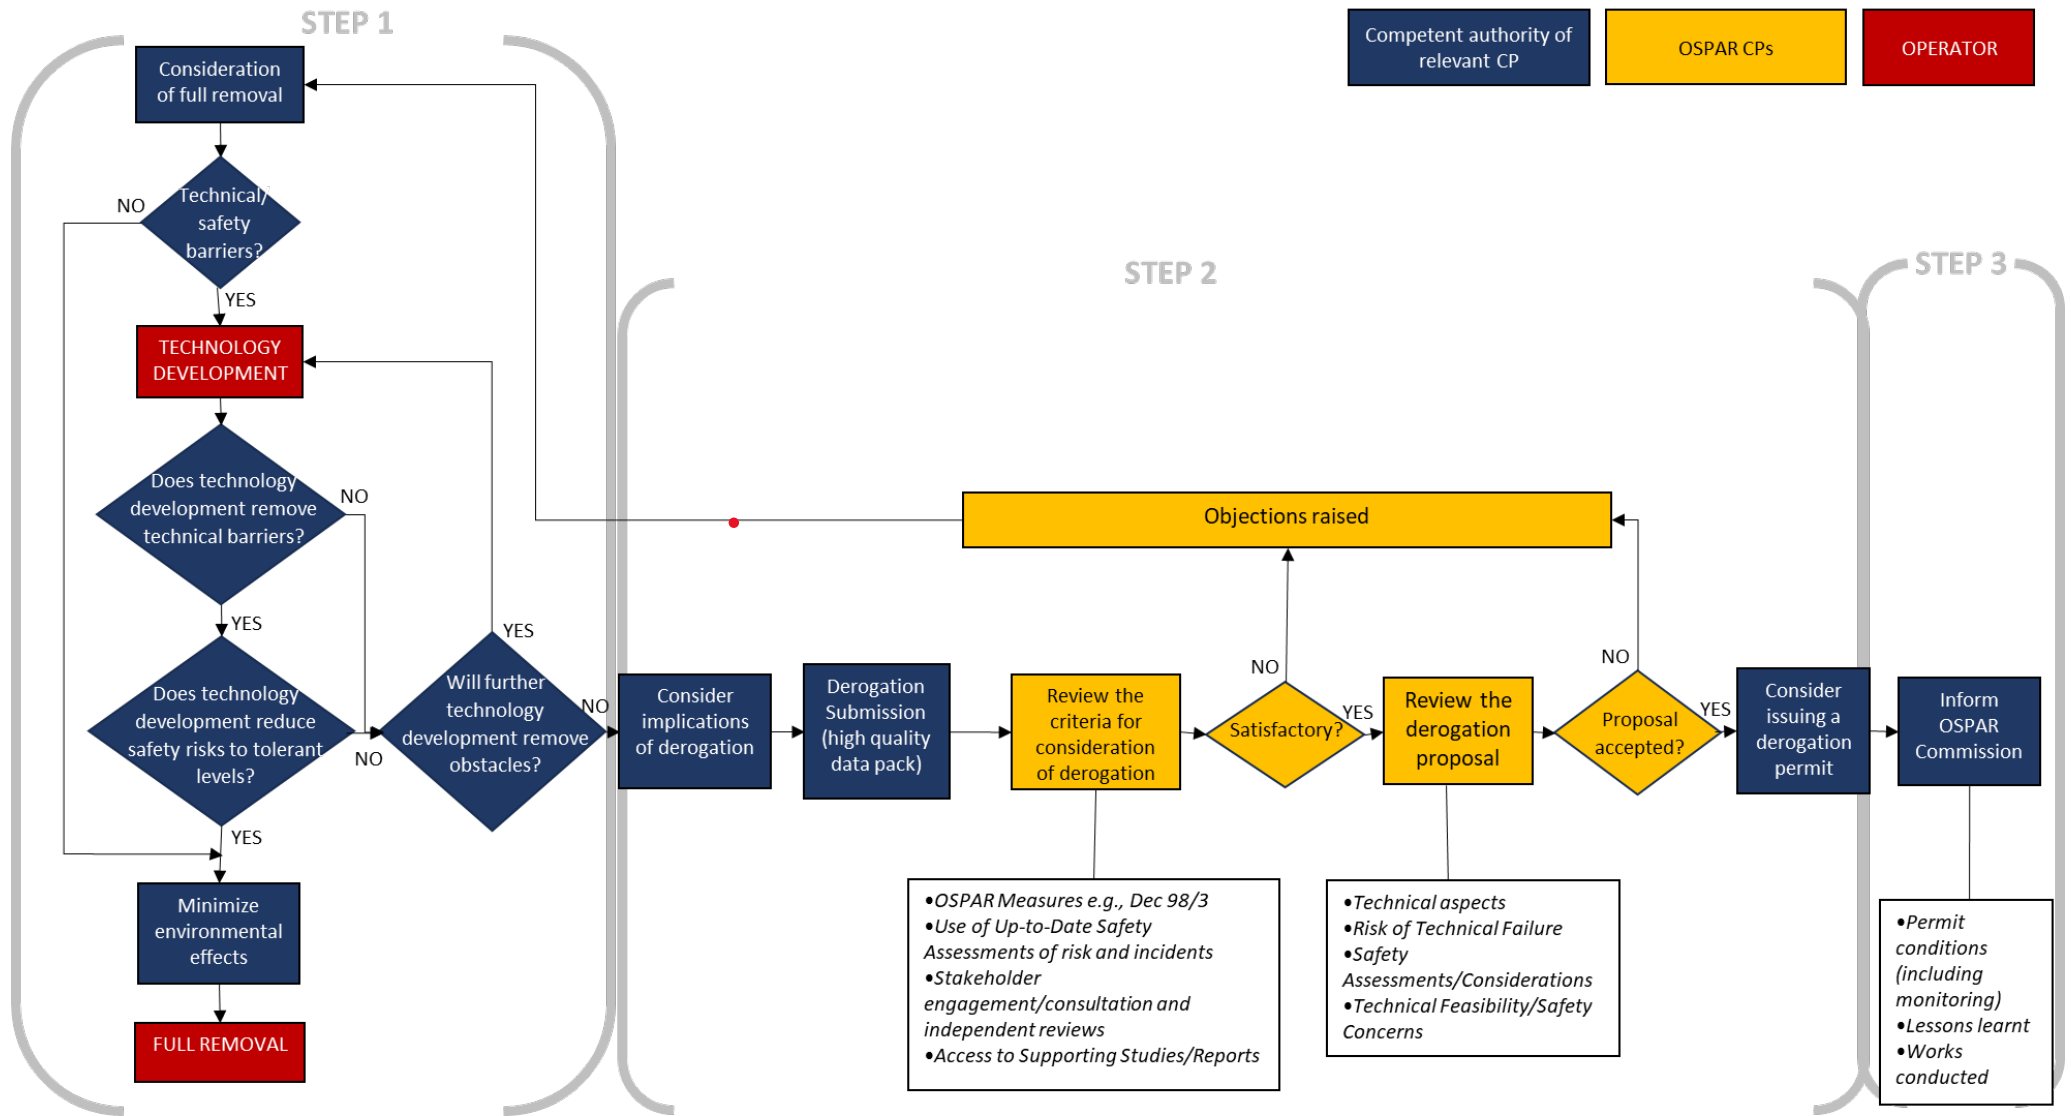 STEP 1
Competent authority of
relevant CP
OSPAR CPs
OPERATOR
Consideration
of full removal
Technical/
safety
barriers?
NO
YES
TECHNOLOGY
DEVELOPMENT
Does technology
development remove
technical barriers?
NO
YES
Does technology
development reduce
safety risks to tolerant
levels?
NO
YES
Minimize
environmental
effects
FULL REMOVAL
Will further
technology
development remove
obstacles?
YES
NO
STEP 2
Objections raised
Consider
implications
of derogation
Derogation
Submission
(high quality
data pack)
Review the
criteria for
consideration
of derogation
Satisfactory?
NO
YES
Review the
derogation
proposal
Proposal
accepted?
NO
YES
Consider
issuing a
derogation
permit
•OSPAR Measures e.g., Dec 98/3
•Use of Up-to-Date Safety
Assessments of risk and incidents
•Stakeholder
engagement/consultation and
independent reviews
•Access to Supporting Studies/Reports
•Technical aspects
•Risk of Technical Failure
•Safety
Assessments/Considerations
•Technical Feasibility/Safety
Concerns
STEP 3
Inform
OSPAR
Commission
•Permit
conditions
(including
monitoring)
•Lessons learnt
•Works
conducted